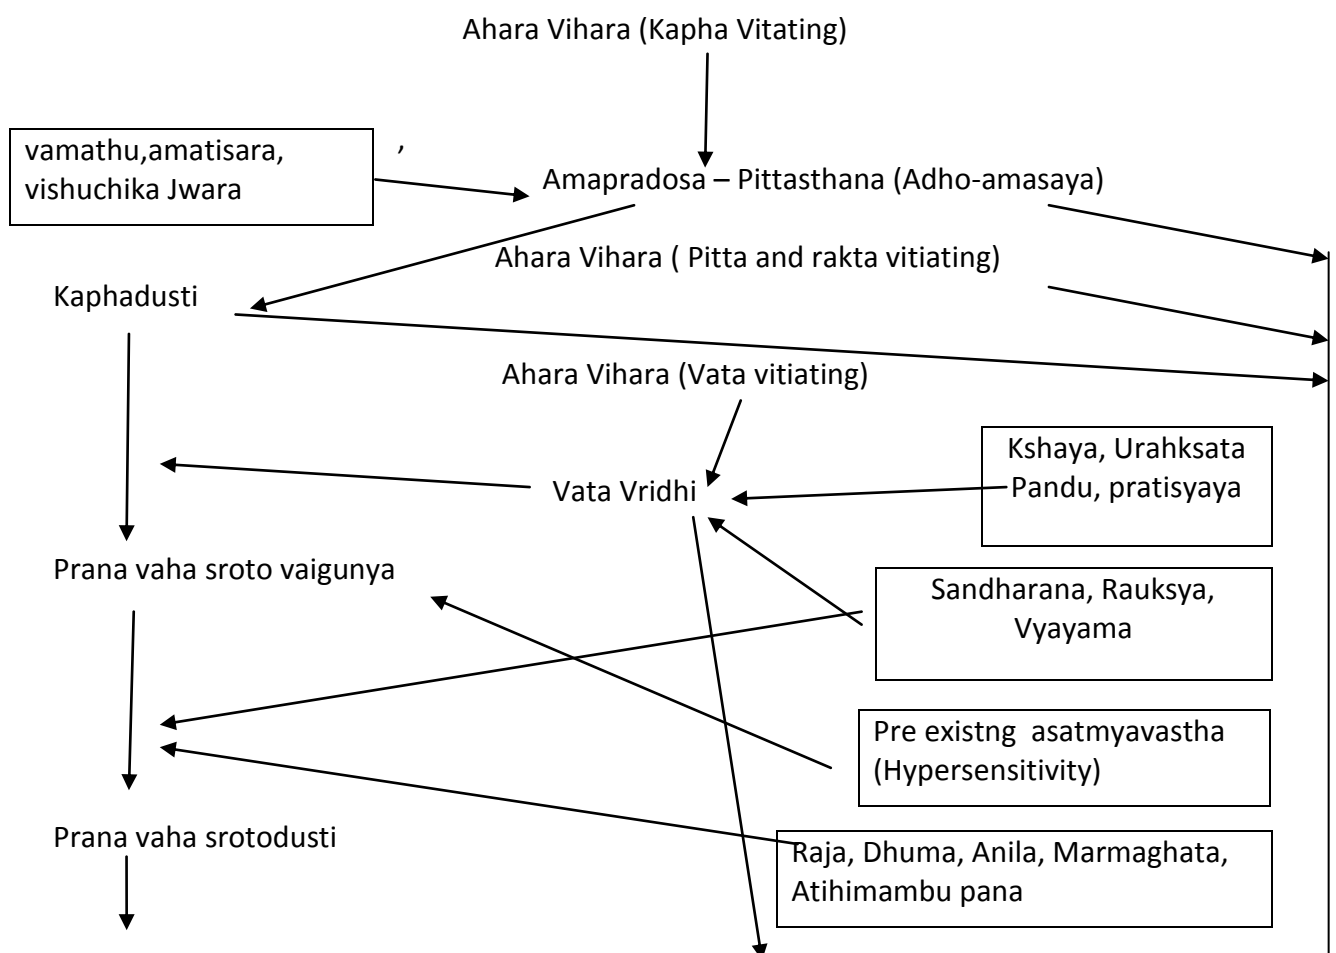 Ahara Vihara (Kapha Vitating)
vamathu,amatisara,
vishuchika Jwara
,
Amapradosa – Pittasthana (Adho-amasaya)
Ahara Vihara ( Pitta and rakta vitiating)
Kaphadusti
Ahara Vihara (Vata vitiating)
Kshaya, Urahksata
Pandu, pratisyaya
Vata Vridhi
Prana vaha sroto vaigunya
Sandharana, Rauksya,
Vyayama
Pre existng  asatmyavastha
(Hypersensitivity)
Prana vaha srotodusti
Raja, Dhuma, Anila, Marmaghata,
Atihimambu pana